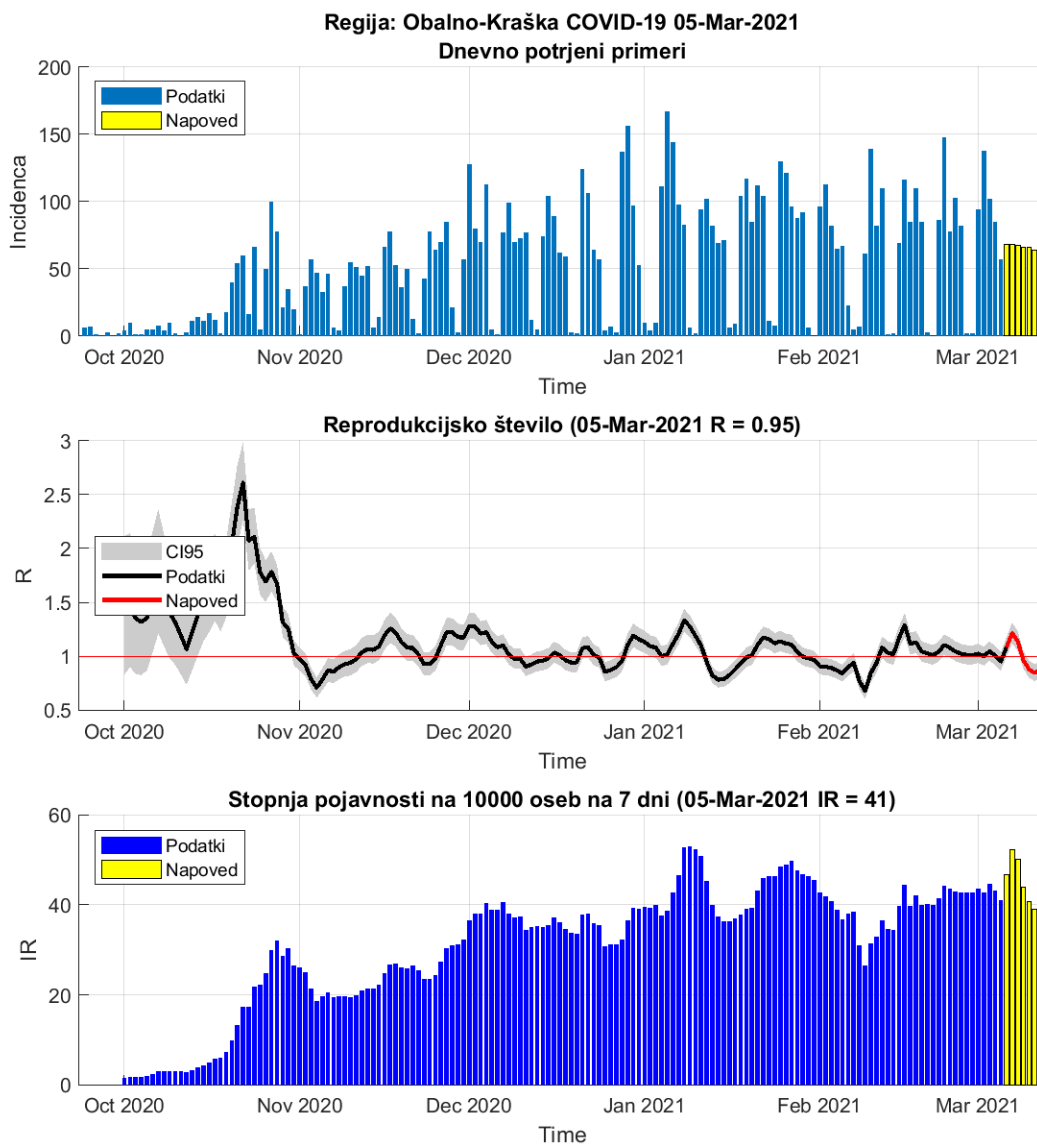 Regija: Obalno-Kraška COVID-19 05-Mar-2021
Dnevno potrjeni primeri
200
150
100
50
0
Incidenca
Podatki
Napoved
Oct 2020 Nov 2020 Dec 2020 Jan 2021 Feb 2021 Mar 2021
Time
Reprodukcijsko število (05-Mar-2021 R = 0.95)
3
2.5
2
1.5
1
0.5
R
CI95
Podatki
Napoved
Oct 2020 Nov 2020 Dec 2020 Jan 2021 Feb 2021 Mar 2021
Time
Stopnja pojavnosti na 10000 oseb na 7 dni (05-Mar-2021 IR = 41)
60
40
20
0
IR
Podatki
Napoved
Oct 2020 Nov 2020 Dec 2020 Jan 2021 Feb 2021 Mar 2021
Time